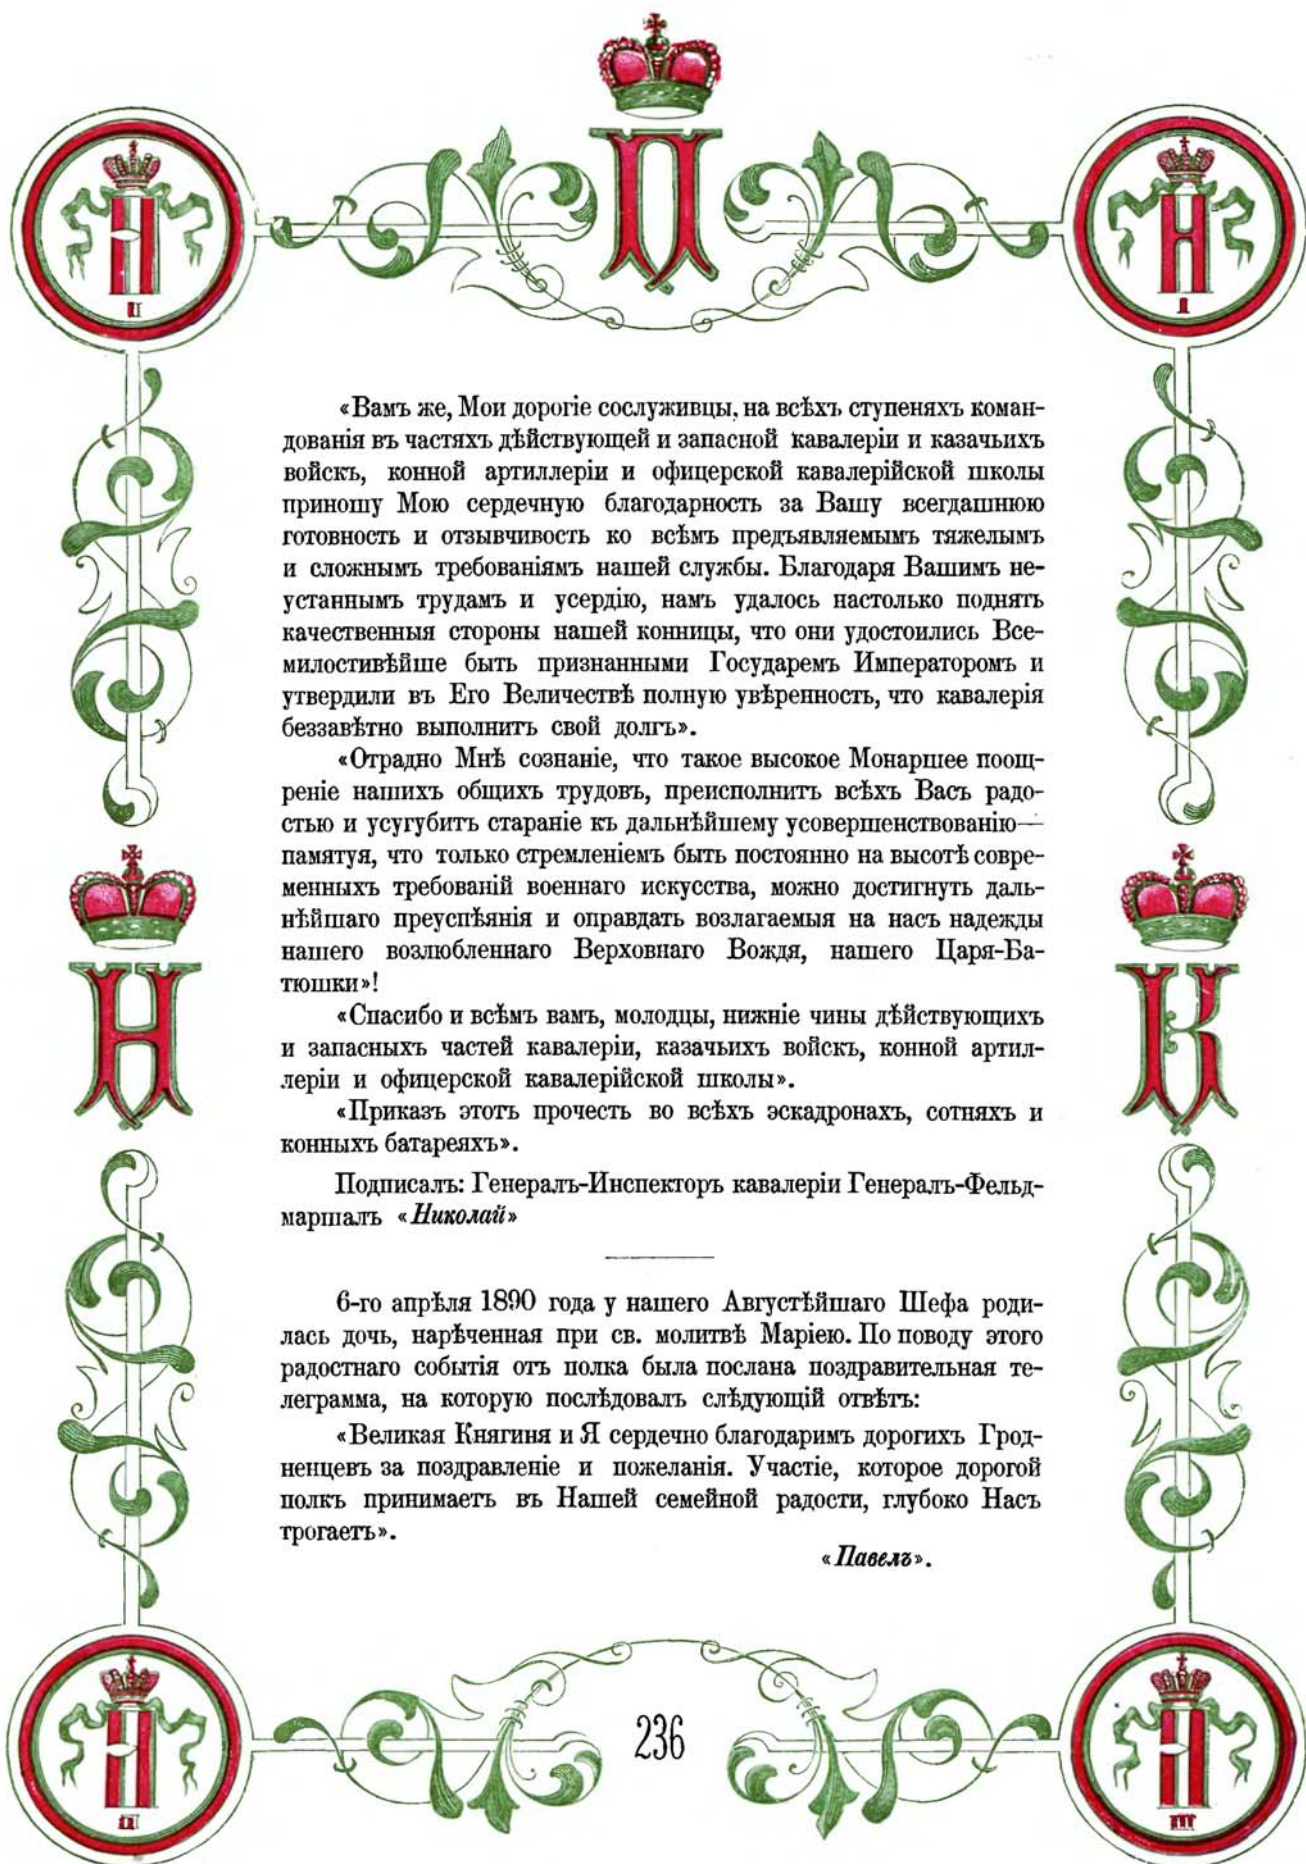 П
Н
I
«Вамъ же, Мои дорогіе сослуживцы, на всѣхъ ступеняхъ коман-
дованія въ частяхъ дѣйствующей и запасной кавалеріи и казачьихъ
войскъ, конной артиллеріи и офицерской кавалерійской школы
приношу Мою сердечную благодарность за Вашу всегдашнюю
готовность и отзывчивость ко всѣмъ предъявляемымъ тяжелымъ
и сложнымъ требованіямъ нашей службы. Благодаря Вашимъ не-
устаннымъ трудамъ и усердію, намъ удалось настолько поднять
качественныя стороны нашей конницы, что они удостоились Все-
милостивѣйше быть признанными Государемъ Императоромъ и
утвердили въ Его Величествѣ полную увѣренность, что кавалерія
беззавѣтно выполнитъ свой долгъ».
«Отрадно Мнѣ сознаніе, что такое высокое Монаршее поощ-
реніе нашихъ общихъ трудовъ, преисполнитъ всѣхъ Васъ радо-
стью и усугубитъ стараніе къ дальнѣйшему усовершенствованію—
памятуя, что только стремленіемъ быть постоянно на высотѣ совре-
менныхъ требованій военнаго искусства, можно достигнуть даль-
нѣйшаго преуспѣянія и оправдать возлагаемыя на насъ надежды
нашего возлюбленнаго Верховнаго Вождя, нашего Царя-Ба-
тюшки»!
«Спасибо и всѣмъ вамъ, молодцы, нижніе чины дѣйствующихъ
и запасныхъ частей кавалеріи, казачьихъ войскъ, конной артил-
леріи и офицерской кавалерійской школы».
«Приказъ этотъ прочесть во всѣхъ эскадронахъ, сотняхъ и
конныхъ батареяхъ».
Подписалъ: Генералъ-Инспекторъ кавалеріи Генералъ-Фельд-
маршалъ «Николай»
Н
К
6-го апрѣля 1890 года у нашего Августѣйшаго Шефа роди-
лась дочь, нарѣченная при св. молитвѣ Маріею. По поводу этого
радостнаго событія отъ полка была послана поздравительная те-
леграмма, на которую послѣдовалъ слѣдующій отвѣтъ:
«Великая Княгиня и Я сердечно благодаримъ дорогихъ Грод-
ненцевъ за поздравленіе и пожеланія. Участіе, которое дорогой
полкъ принимаетъ въ Нашей семейной радости, глубоко Насъ
трогаетъ».
«Павелъ».
236
III